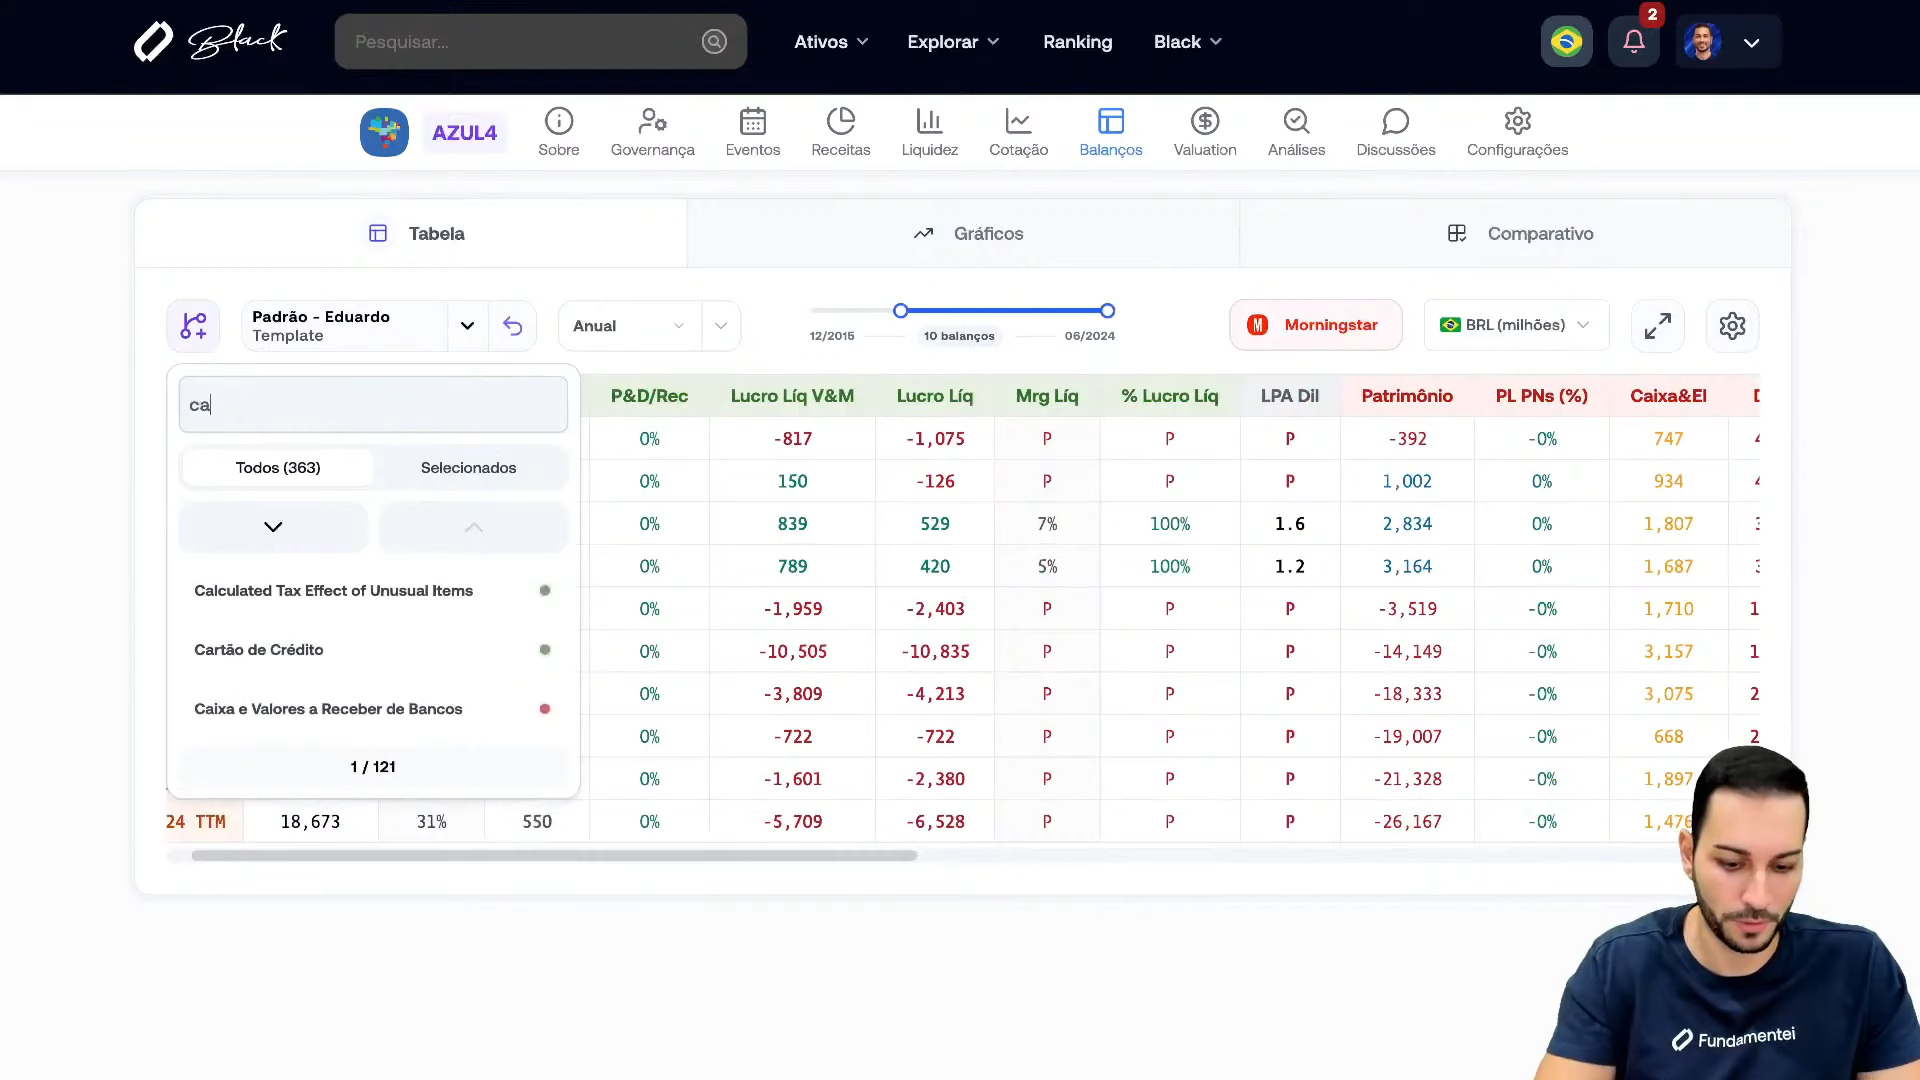 Black
Pesquisar...
Ativos
Explorar
Ranking
Black
2
AZUL4
Sobre
Governança
Eventos
Receitas
Liquidez
Cotação
Balanços
Valuation
Análises
Discussões
Configurações
Tabela
Gráficos
Comparativo
Padrão - Eduardo
Template
Anual
12/2015
10 balanços
06/2024
M Morningstar
BRL (milhões)
ca
Todos (363)
Selecionados
Calculated Tax Effect of Unusual Items
Cartão de Crédito
Caixa e Valores a Receber de Bancos
1 / 121
P&D/Rec Lucro Líq V&M Lucro Líq Mrg Líq % Lucro Líq LPA Dil Patrimônio PL PNs (%) Caixa&EI
0% -817 -1,075 P P P -392 -0% 747
0% 150 -126 P P P 1,002 0% 934
0% 839 529 7% 100% 1.6 2,834 0% 1,807
0% 789 420 5% 100% 1.2 3,164 0% 1,687
0% -1,959 -2,403 P P P -3,519 -0% 1,710 1
0% -10,505 -10,835 P P P -14,149 -0% 3,157 1
0% -3,809 -4,213 P P P -18,333 -0% 3,075 2
0% -722 -722 P P P -19,007 -0% 668 2
0% -1,601 -2,380 P P P -21,328 -0% 1,897
24 TTM 18,673 31% 550 0% -5,709 -6,528 P P P -26,167 -0% 1,476
Fundamentei